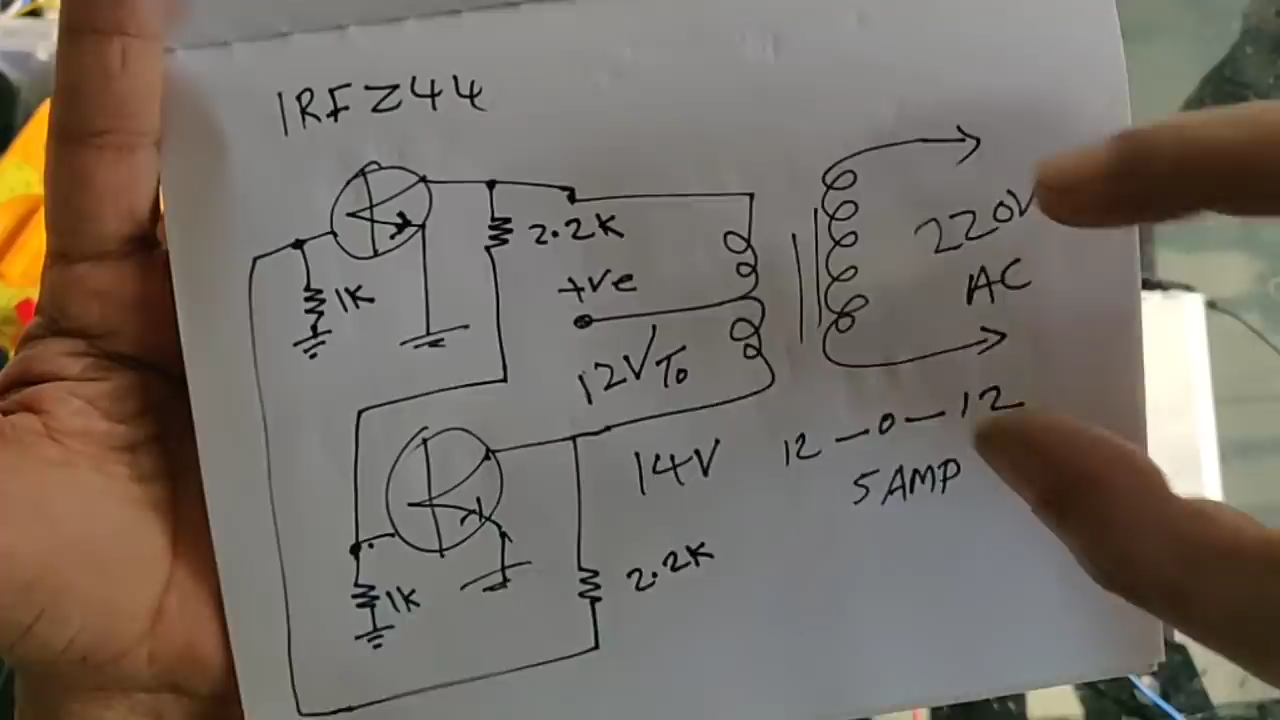 IRFZ44
2.2K
+ve
1K
12V To
14V
220V
AC
12-0-12
5AMP
2.2K
1K